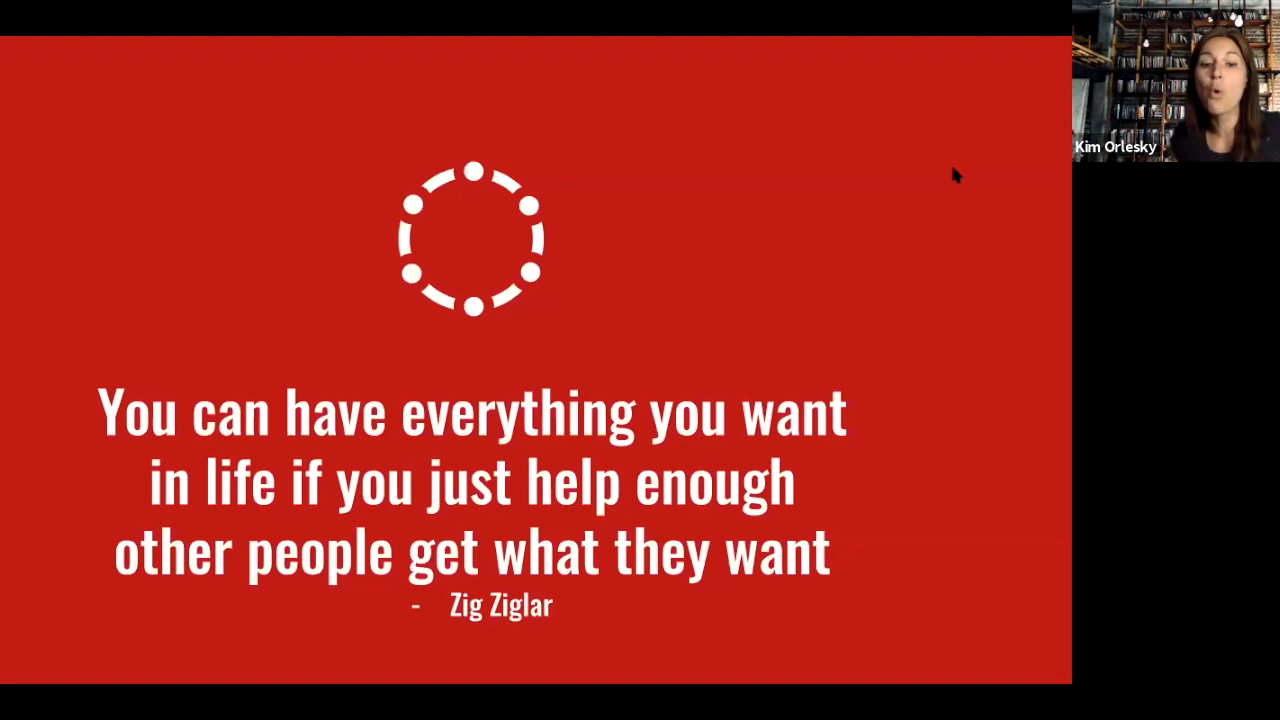 Kim Orlesky
You can have everything you want
in life if you just help enough
other people get what they want
- Zig Ziglar